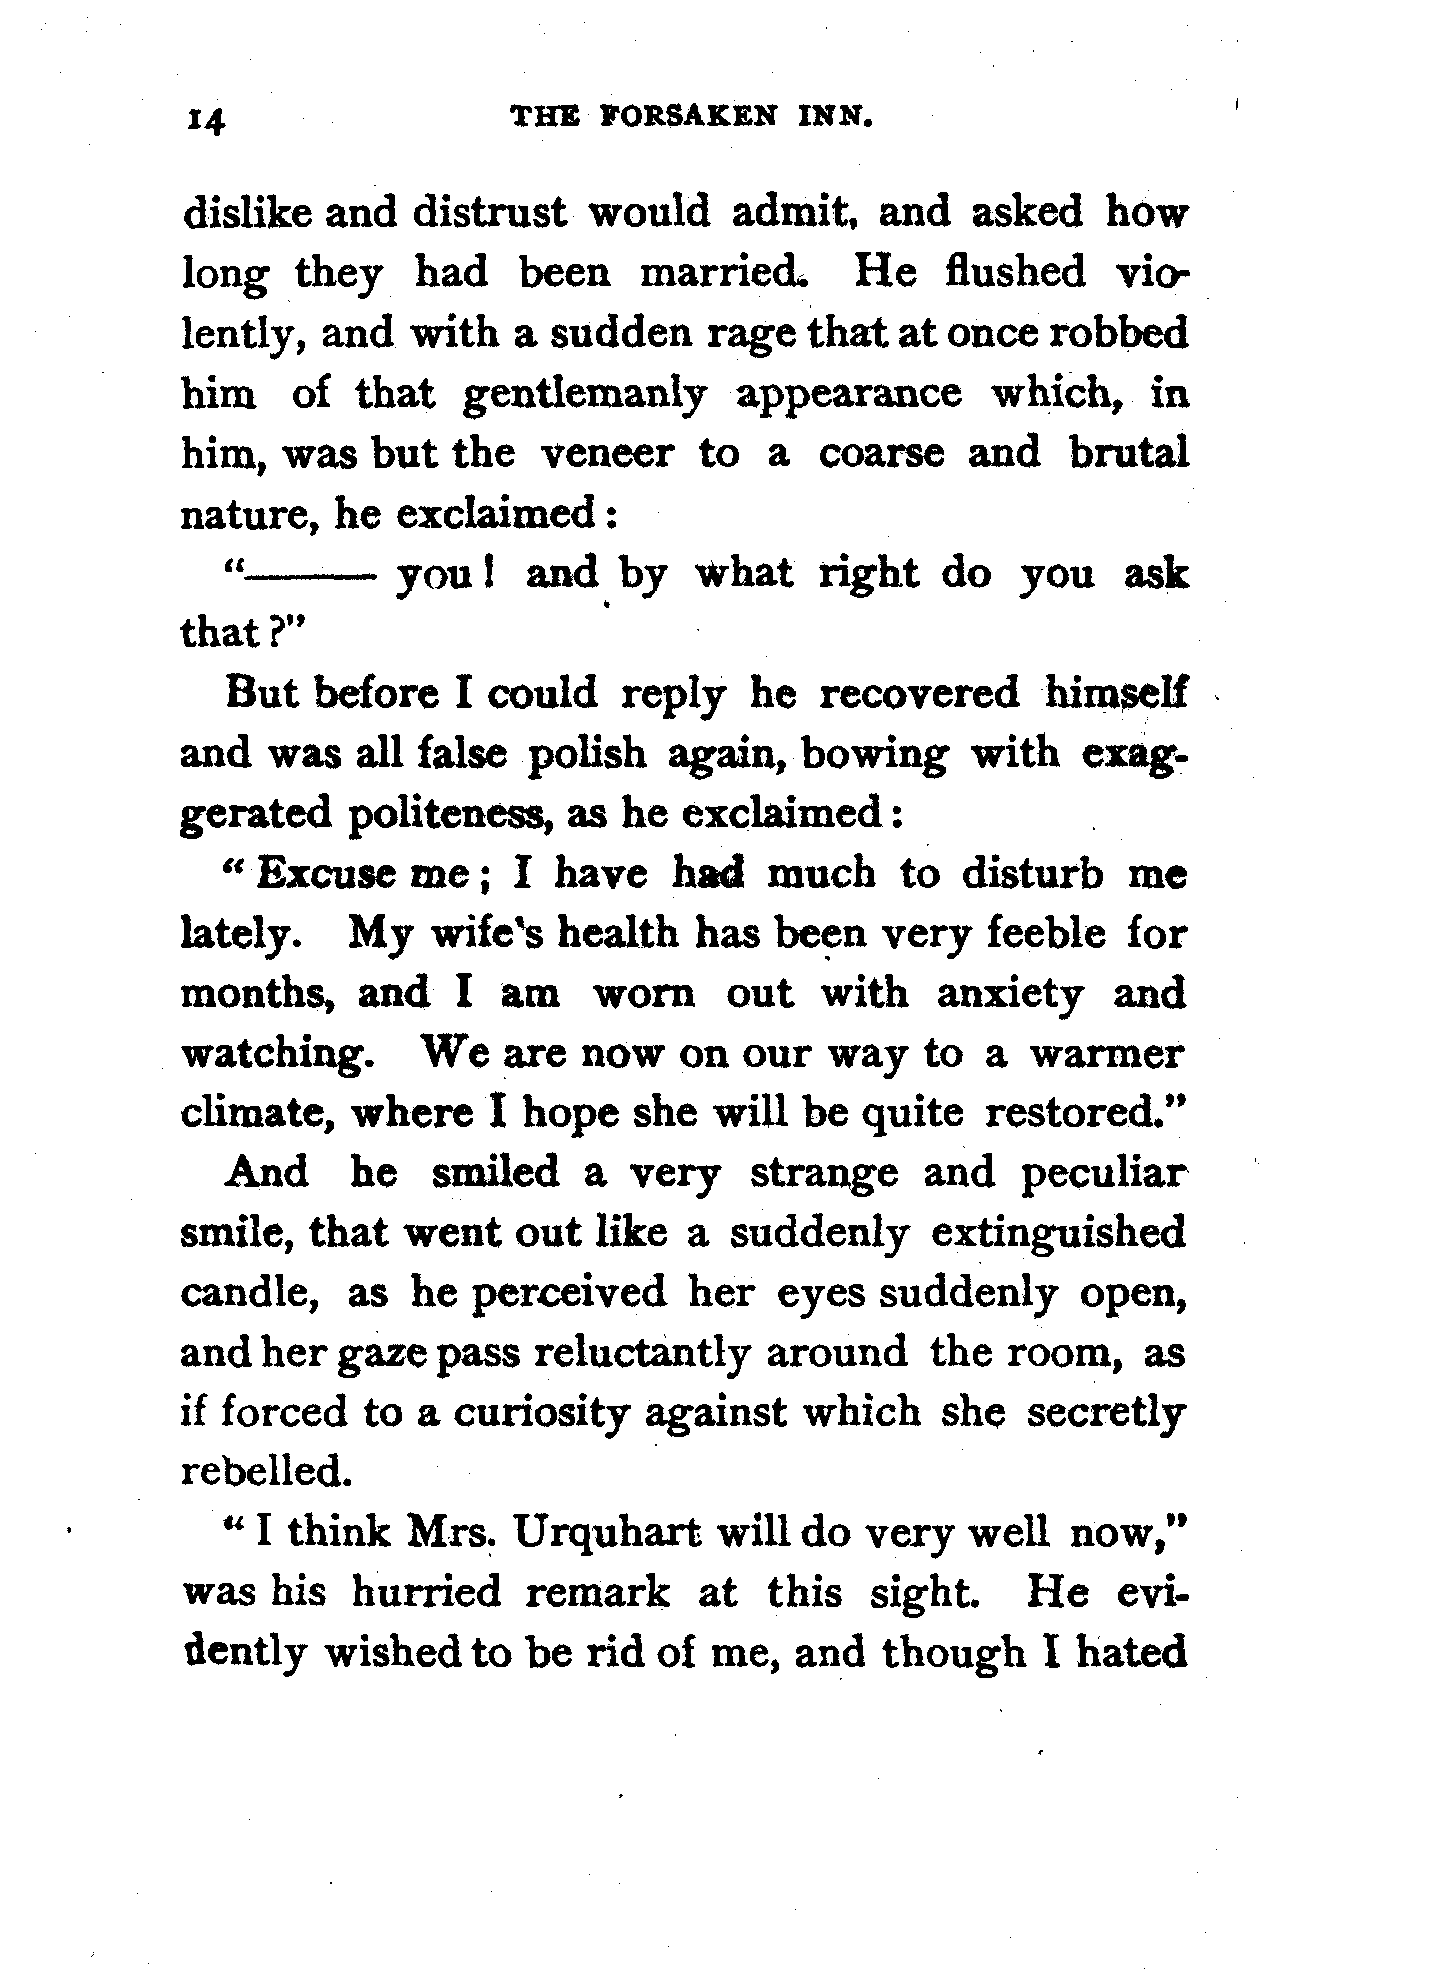 14 THE FORSAKEN INN.
dislike and distrust would admit, and asked how
long they had been married. He flushed vio-
lently, and with a sudden rage that at once robbed
him of that gentlemanly appearance which, in
him, was but the veneer to a coarse and brutal
nature, he exclaimed :
"—— you ! and by what right do you ask
that ?"
But before I could reply he recovered himself
and was all false polish again, bowing with exag-
gerated politeness, as he exclaimed :
" Excuse me ; I have had much to disturb me
lately. My wife's health has been very feeble for
months, and I am worn out with anxiety and
watching. We are now on our way to a warmer
climate, where I hope she will be quite restored."
And he smiled a very strange and peculiar
smile, that went out like a suddenly extinguished
candle, as he perceived her eyes suddenly open,
and her gaze pass reluctantly around the room, as
if forced to a curiosity against which she secretly
rebelled.
" I think Mrs. Urquhart will do very well now,"
was his hurried remark at this sight. He evi-
dently wished to be rid of me, and though I hated